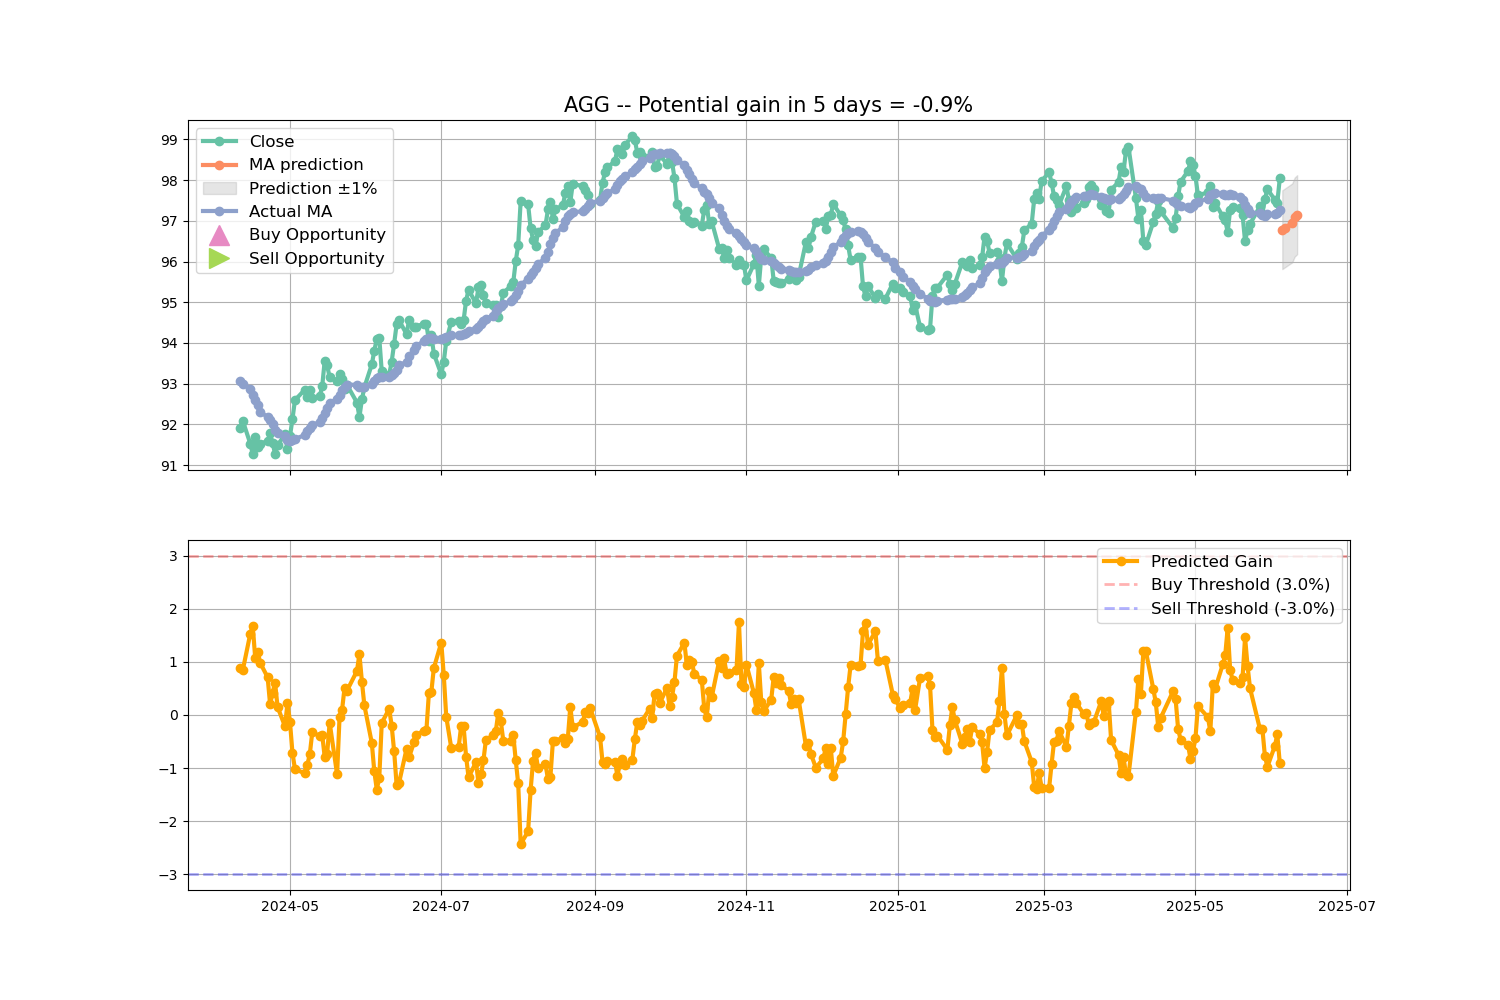 AGG -- Potential gain in 5 days = -0.9%
99
98
97
96
95
94
93
92
91
Close
MA prediction
Prediction ±1%
Actual MA
Buy Opportunity
Sell Opportunity
3
2
1
0
−1
−2
−3
Predicted Gain
Buy Threshold (3.0%)
Sell Threshold (-3.0%)
2024-05
2024-07
2024-09
2024-11
2025-01
2025-03
2025-05
2025-07